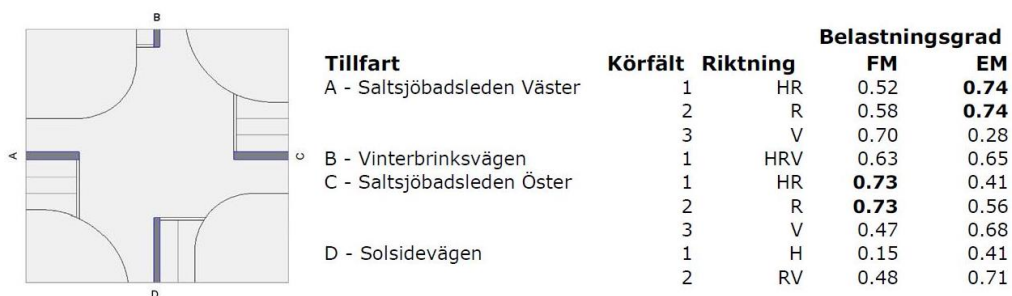 B
A
C
D
Belastningsgrad
Tillfart Körfält Riktning FM EM
A - Saltsjöbadsleden Väster 1 HR 0.52 0.74
2 R 0.58 0.74
3 V 0.70 0.28
B - Vinterbrinksvägen 1 HRV 0.63 0.65
C - Saltsjöbadsleden Öster 1 HR 0.73 0.41
2 R 0.73 0.56
3 V 0.47 0.68
D - Solsidevägen 1 H 0.15 0.41
2 RV 0.48 0.71